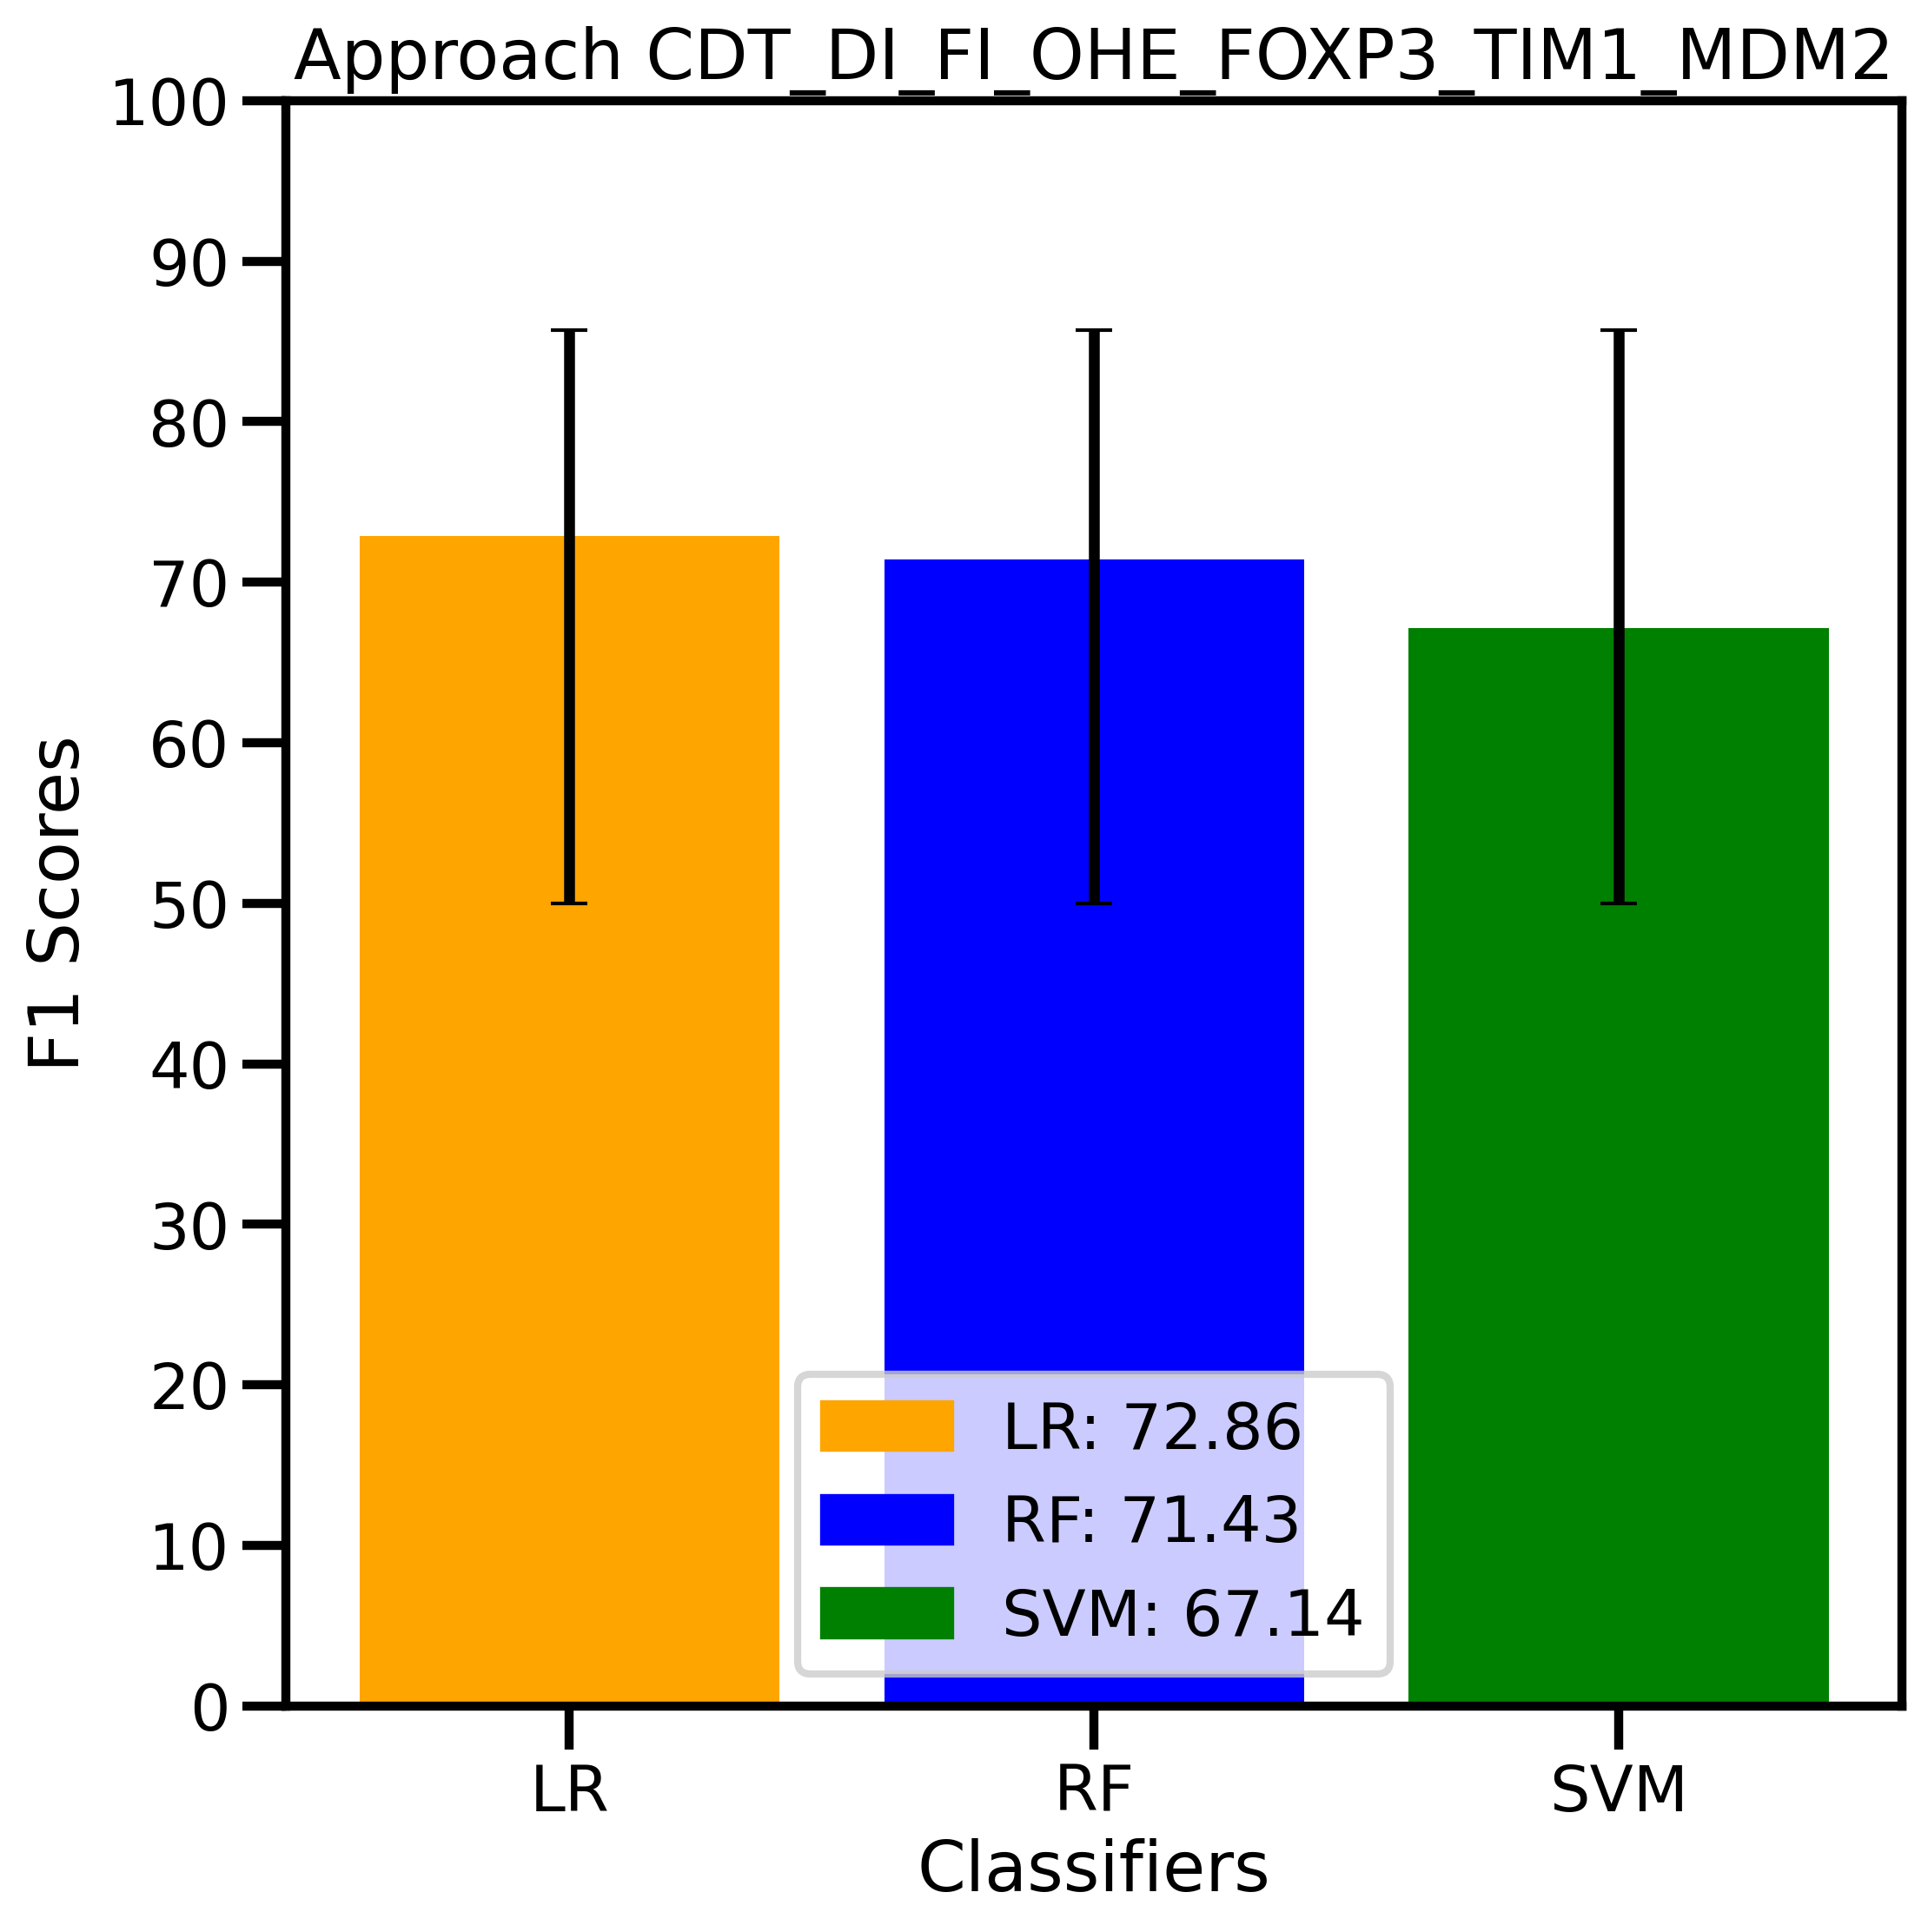 Approach CDT_DI_FI_OHE_FOXP3_TIM1_MDM2
100
90
80
70
60
50
40
30
20
10
0
F1 Scores
LR: 72.86
RF: 71.43
SVM: 67.14
LR
RF
SVM
Classifiers